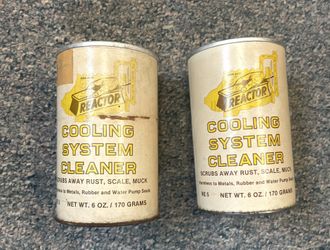 REACTOR
COOLING
SYSTEM
CLEANER
SCRUBS AWAY RUST, SCALE, MUCK
Harmless to Metals, Rubber and Water Pump Seals
NET WT. 6 OZ. / 170 GRAMS
REACTOR
COOLING
SYSTEM
CLEANER
SCRUBS AWAY RUST, SCALE, MUCK
Harmless to Metals, Rubber and Water Pump Seals
NET WT. 6 OZ. / 170 GRAMS